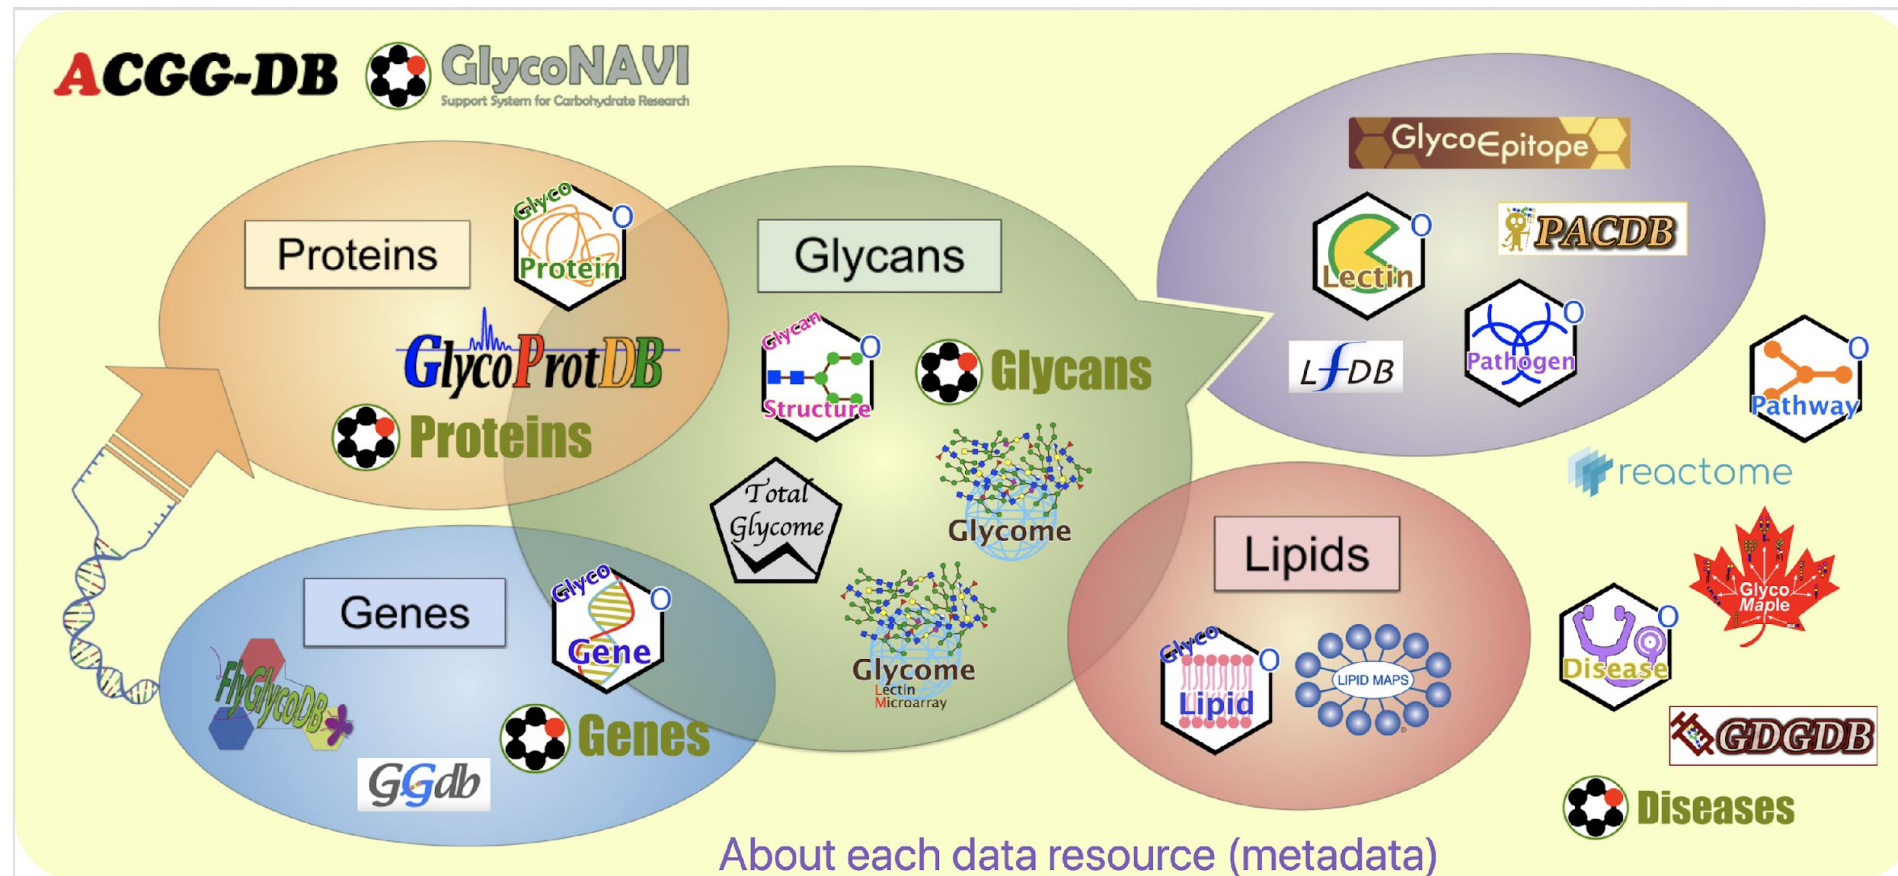 ACGG-DB
GlycoNAVI
Support System for Carbohydrate Research
Proteins
Glyco
O
Protein
GlycoProtDB
Proteins
Glycans
Glycan
O
Structure
Glycans
Total
Glycome
Glycome
Glycome
Lectin
Microarray
Genes
Glyco
O
Gene
FlyGlycoDB
GGdb
Genes
GlycoEpitope
O
Lectin
PACDB
LfDB
O
Pathogen
O
Pathway
reactome
Lipids
Glyco
O
Lipid
LIPID MAPS
Glyco
Maple
O
Disease
GDGDB
Diseases
About each data resource (metadata)